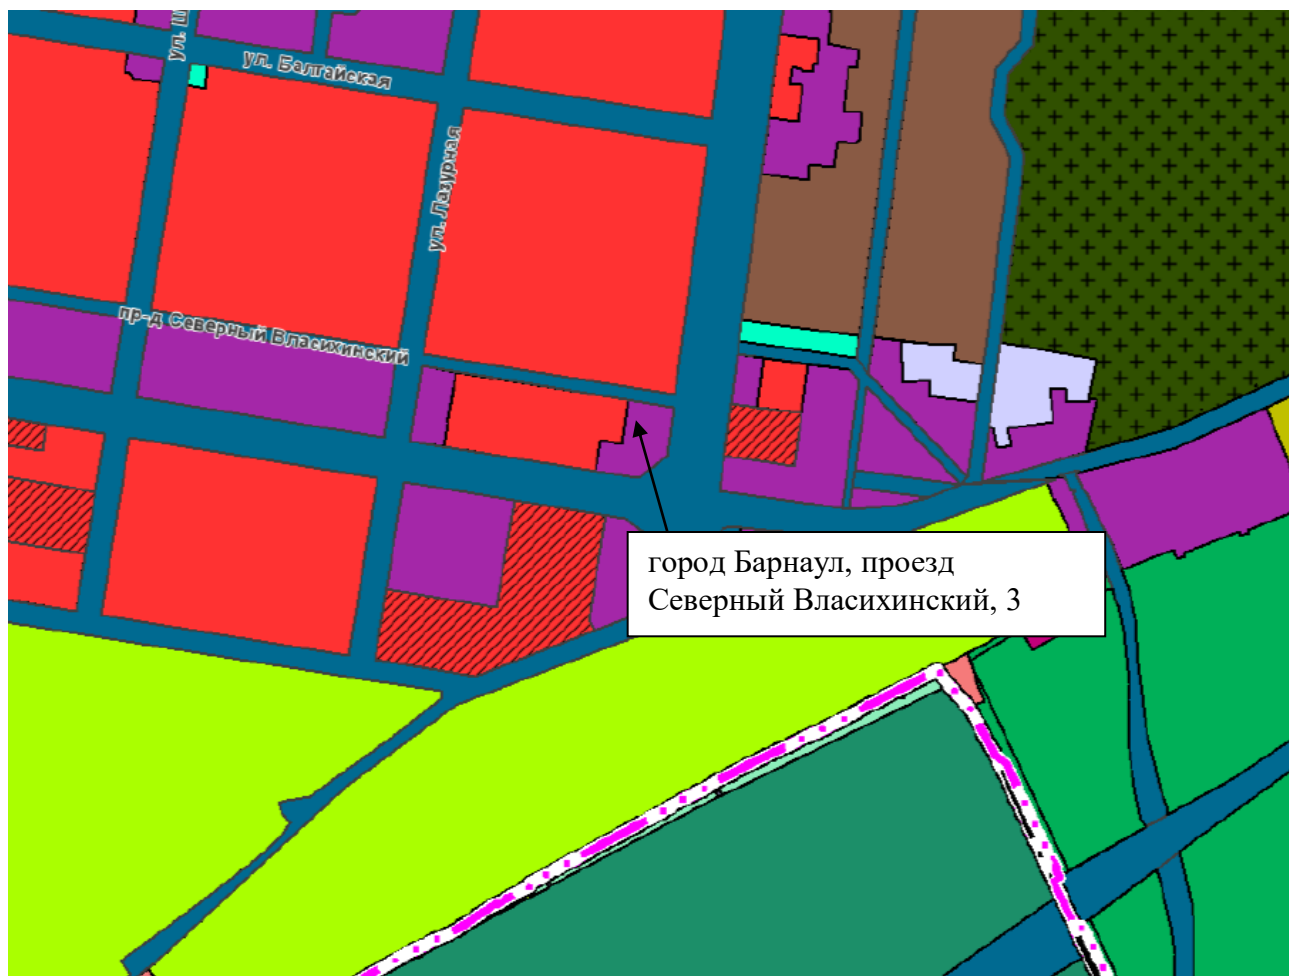 ул. Балтайская
ул. Лазурная
пр-д Северный Власихинский
город Барнаул, проезд
Северный Власихинский, 3